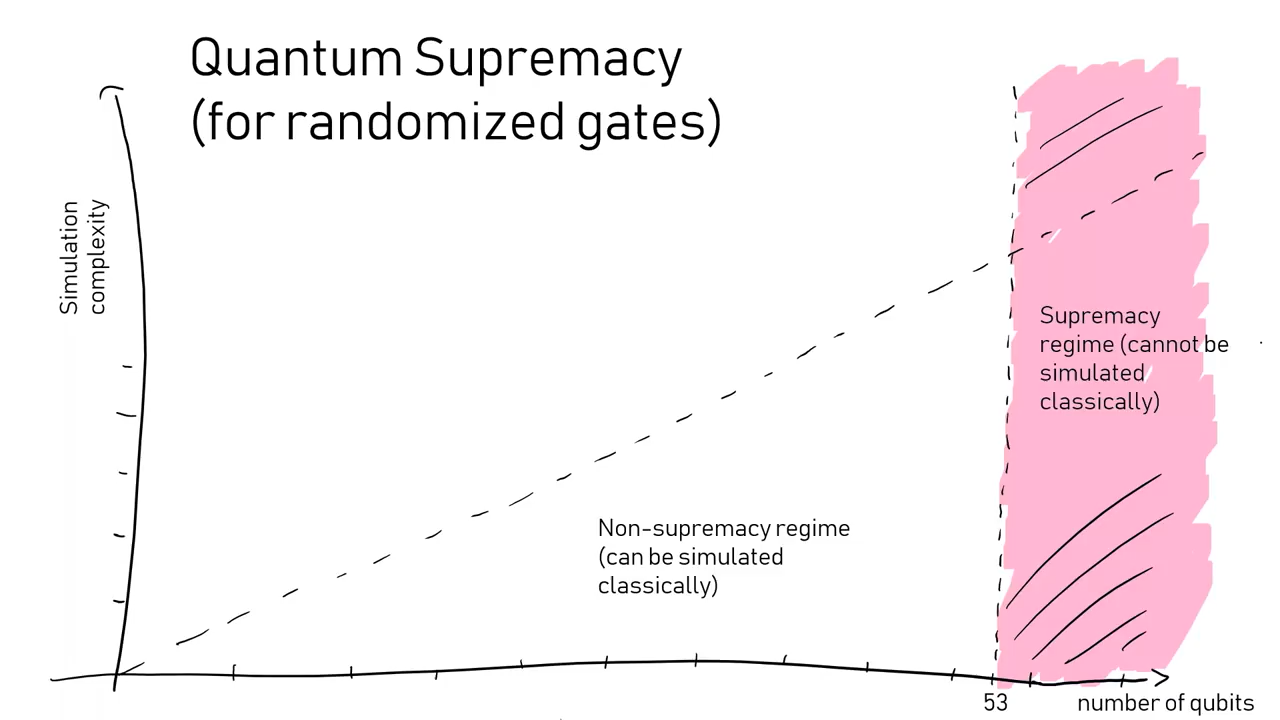 Quantum Supremacy
(for randomized gates)
Simulation
complexity
Supremacy
regime (cannot be
simulated
classically)
Non-supremacy regime
(can be simulated
classically)
53
number of qubits